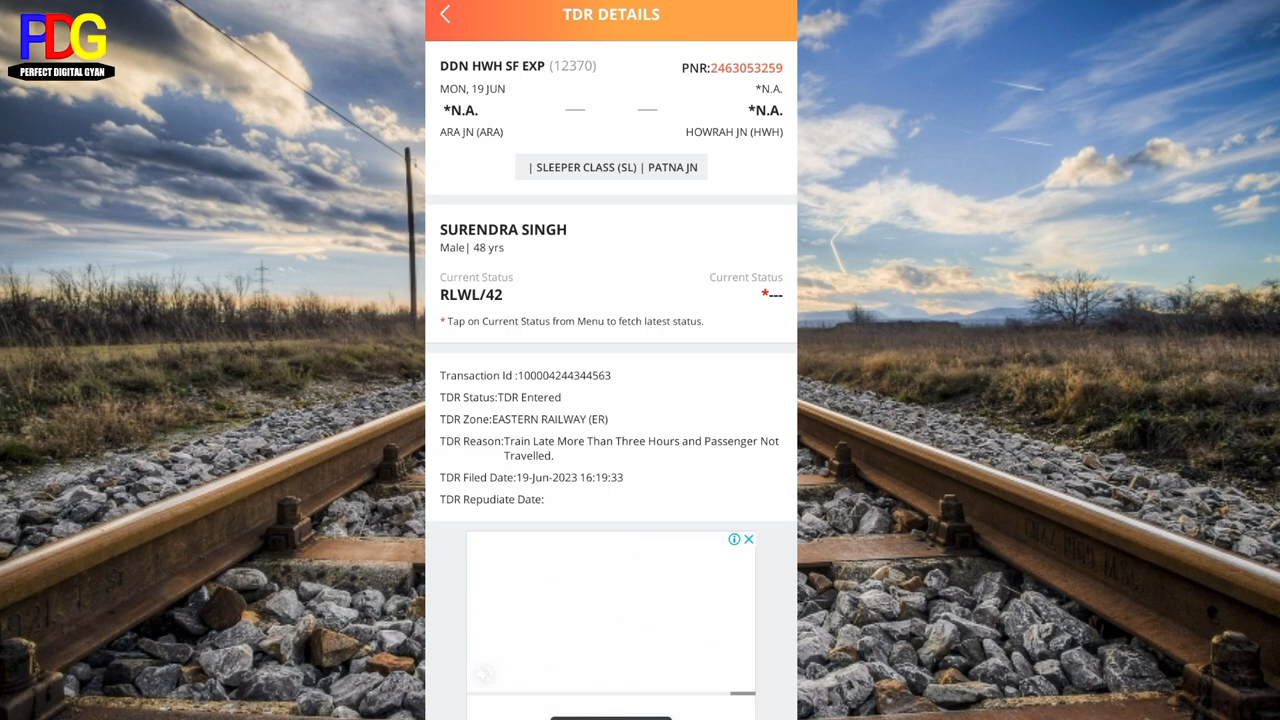 PDG
PERFECT DIGITAL GYAN
TDR DETAILS
DDN HWH SF EXP (12370)
PNR:2463053259
MON, 19 JUN
*N.A.
*N.A.
*N.A.
ARA JN (ARA)
HOWRAH JN (HWH)
| SLEEPER CLASS (SL) | PATNA JN
SURENDRA SINGH
Male| 48 yrs
Current Status
Current Status
RLWL/42
*---
* Tap on Current Status from Menu to fetch latest status.
Transaction Id :100004244344563
TDR Status:TDR Entered
TDR Zone:EASTERN RAILWAY (ER)
TDR Reason:Train Late More Than Three Hours and Passenger Not
Travelled.
TDR Filed Date:19-Jun-2023 16:19:33
TDR Repudiate Date: